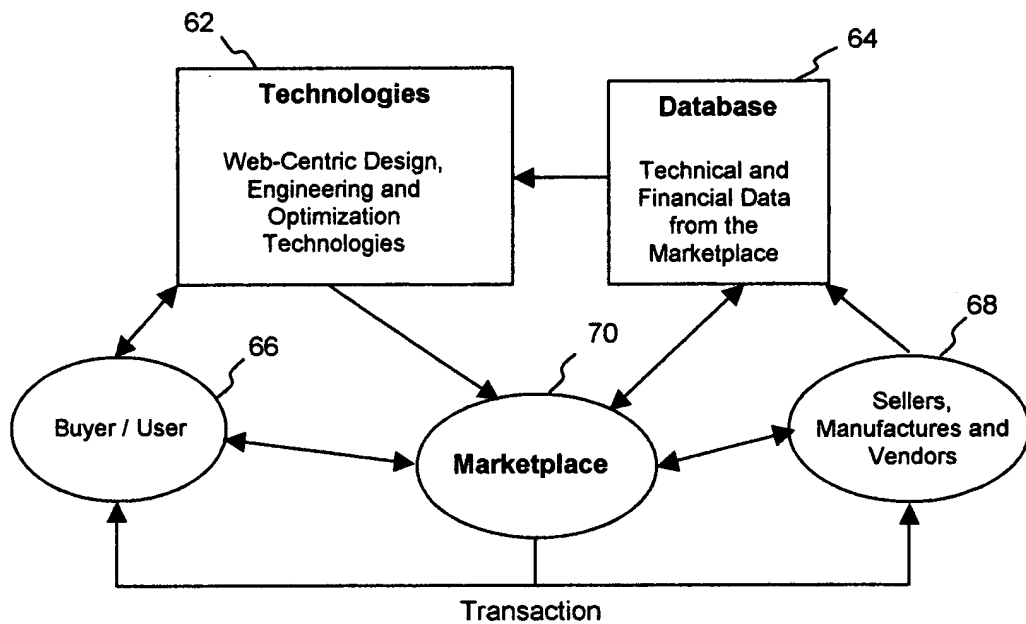 62
64
Technologies
Web-Centric Design,
Engineering and
Optimization
Technologies
Database
Technical and
Financial Data
from the
Marketplace
66
70
68
Buyer / User
Marketplace
Sellers,
Manufactures and
Vendors
Transaction